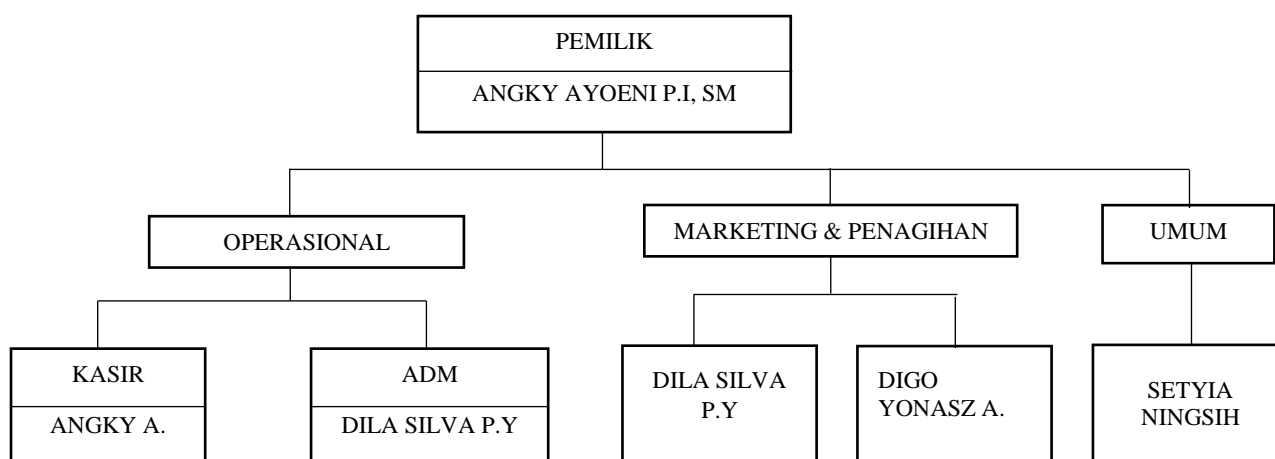 PEMILIK
ANGKY AYOENI P.I, SM
OPERASIONAL
MARKETING & PENAGIHAN
UMUM
KASIR
ANGKY A.
ADM
DILA SILVA P.Y
DILA SILVA
P.Y
DIGO
YONASZ A.
SETYIA
NINGSIH